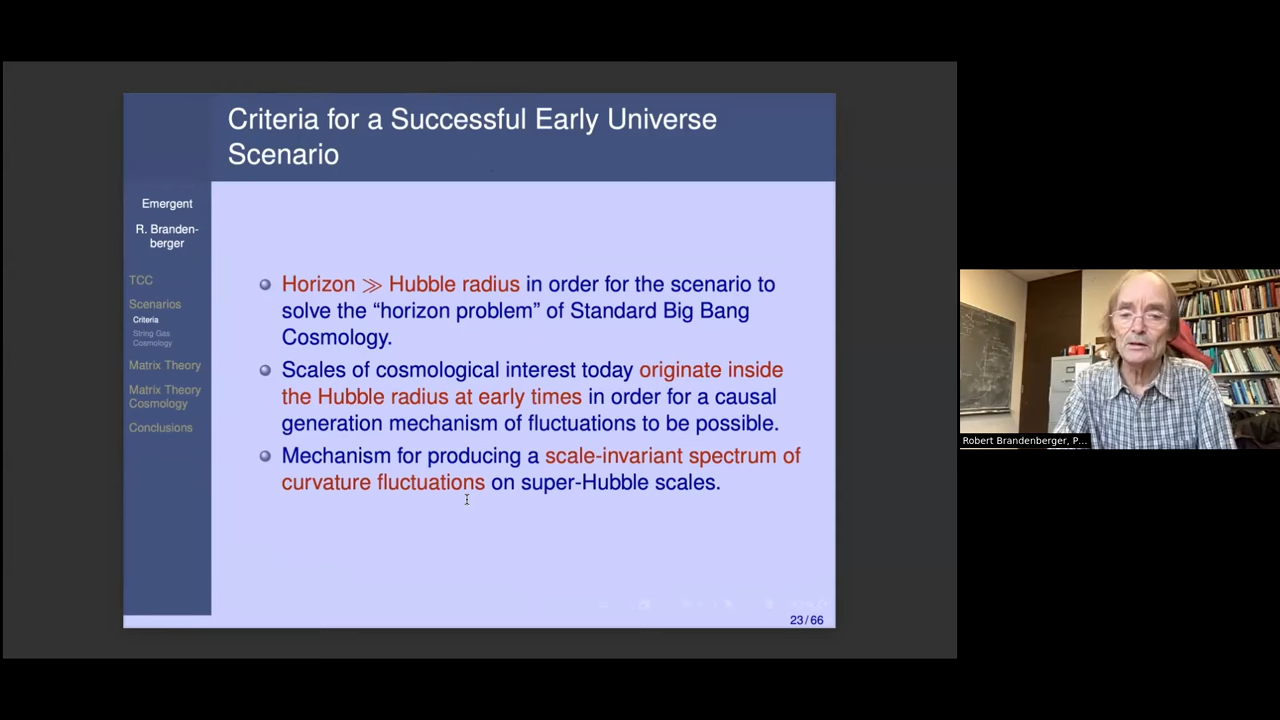 Criteria for a Successful Early Universe
Scenario
Emergent
R. Branden-
berger
TCC
Scenarios
Criteria
String Gas
Cosmology
Matrix Theory
Matrix Theory
Cosmology
Conclusions
Horizon ≫ Hubble radius in order for the scenario to
solve the “horizon problem” of Standard Big Bang
Cosmology.
Scales of cosmological interest today originate inside
the Hubble radius at early times in order for a causal
generation mechanism of fluctuations to be possible.
Mechanism for producing a scale-invariant spectrum of
curvature fluctuations on super-Hubble scales.
23/66
Robert Brandenberger, P...